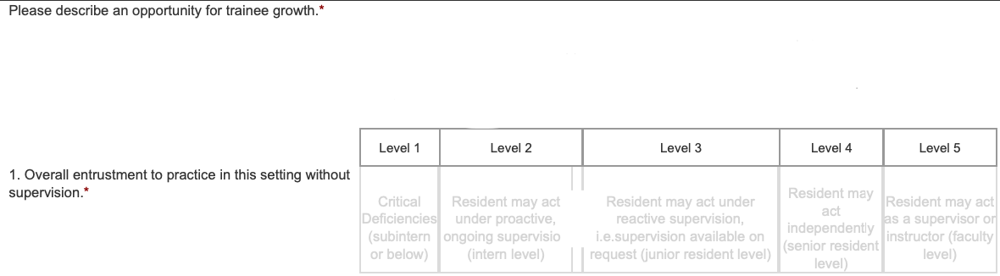 Please describe an opportunity for trainee growth.*
Level 1 Level 2 Level 3 Level 4 Level 5
1. Overall entrustment to practice in this setting without
supervision.*
Critical
Deficiencies
(subintern
or below)
Resident may act
under proactive,
ongoing supervisio
(intern level)
Resident may act under
reactive supervision,
i.e.supervision available on
request (junior resident level)
Resident may
act
independently
(senior resident
level)
Resident may act
as a supervisor or
instructor (faculty
level)